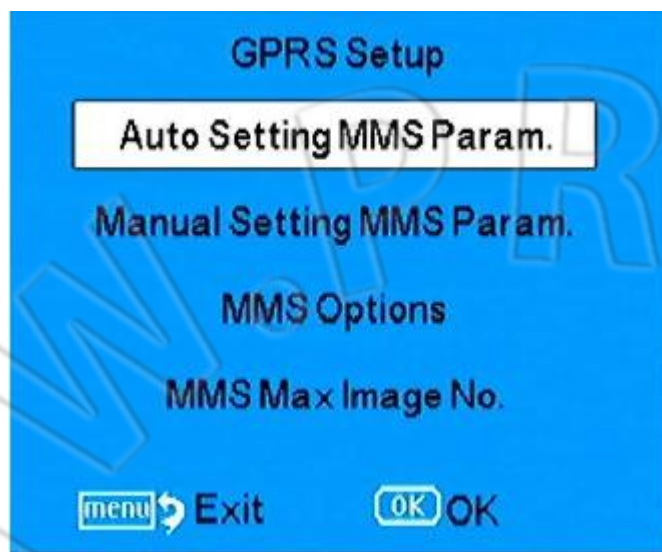 GPRS Setup
Auto Setting MMS Param.
Manual Setting MMS Param.
MMS Options
MMS Max Image No.
menu Exit OK OK
W.PR